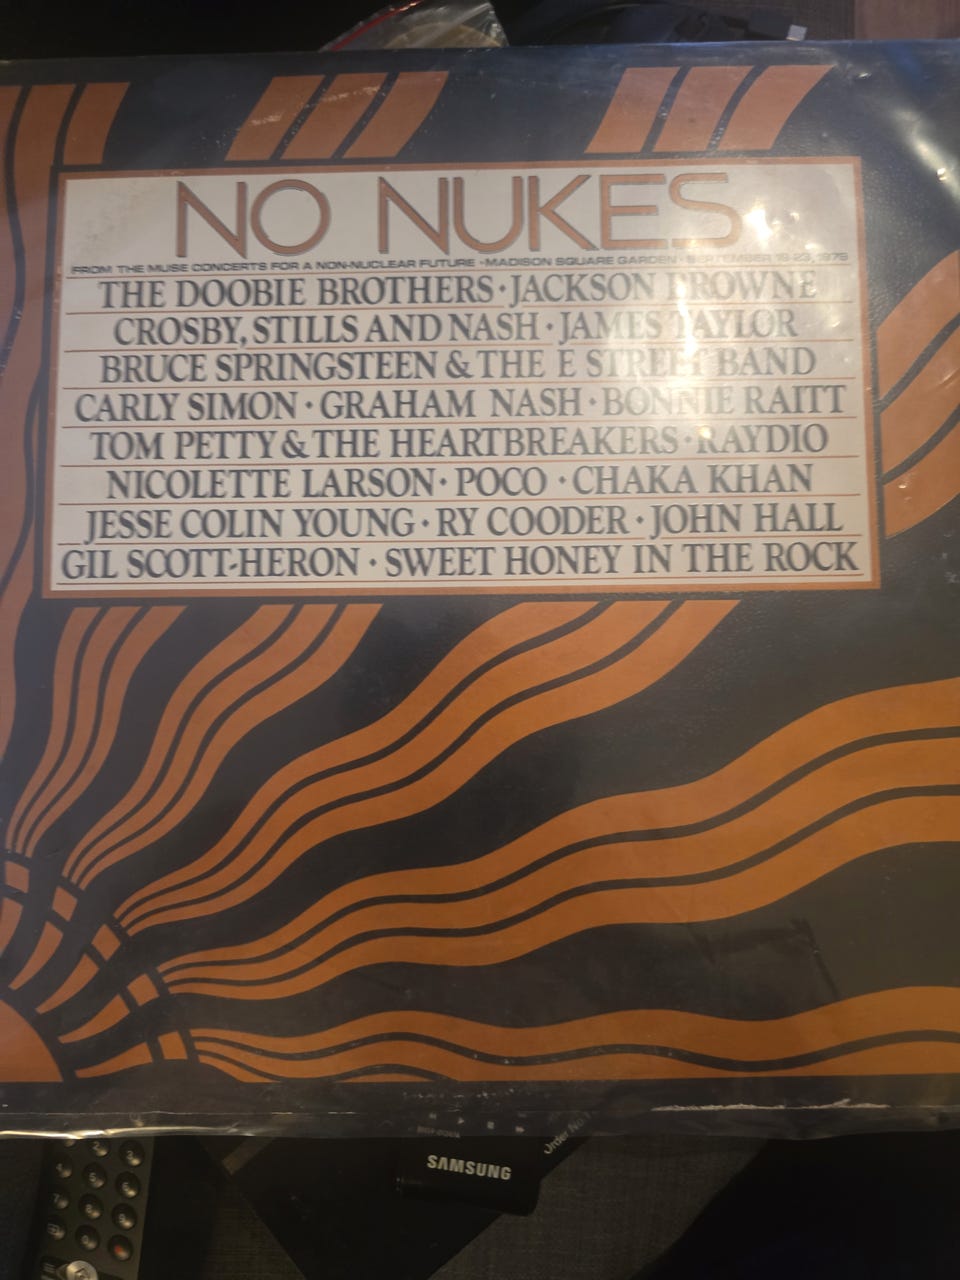 NO NUKES
FROM THE MUSE CONCERTS FOR A NON-NUCLEAR FUTURE • MADISON SQUARE GARDEN • SEPTEMBER 19-23, 1979
THE DOOBIE BROTHERS • JACKSON BROWNE
CROSBY, STILLS AND NASH • JAMES TAYLOR
BRUCE SPRINGSTEEN & THE E STREET BAND
CARLY SIMON • GRAHAM NASH • BONNIE RAITT
TOM PETTY & THE HEARTBREAKERS • RAYDIO
NICOLETTE LARSON • POCO • CHAKA KHAN
JESSE COLIN YOUNG • RY COODER • JOHN HALL
GIL SCOTT-HERON • SWEET HONEY IN THE ROCK
Order No
SAMSUNG